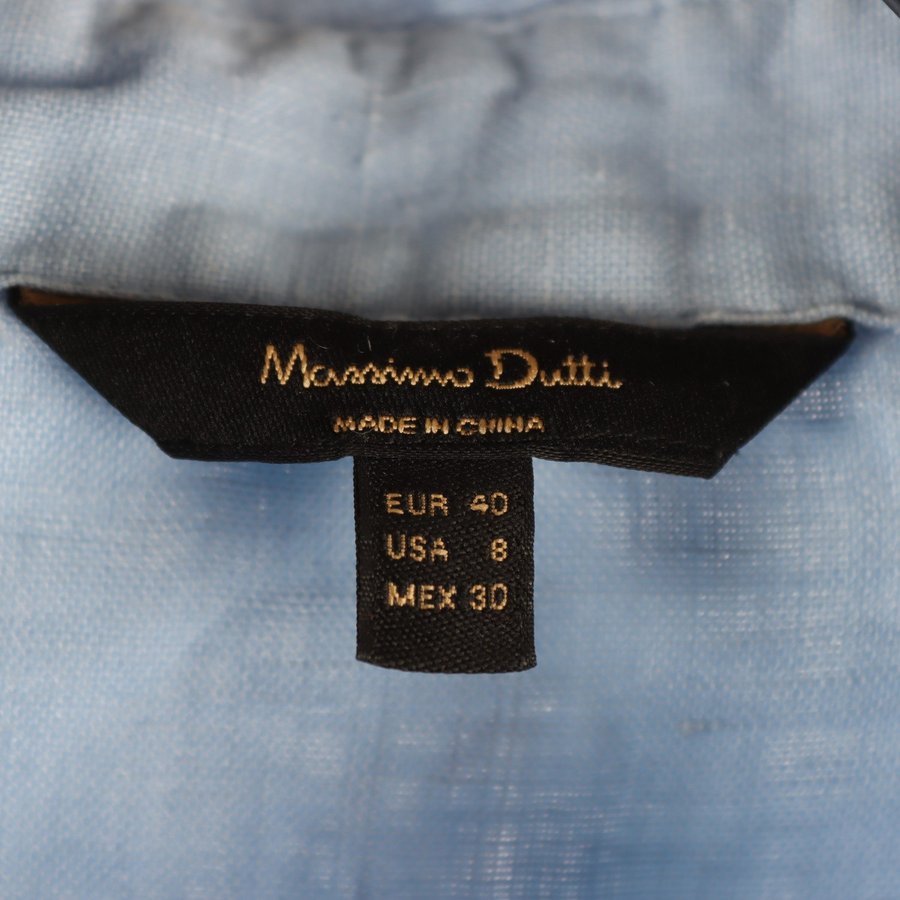 Massimo Dutti
MADE IN CHINA
EUR 40
USA 8
MEX 30